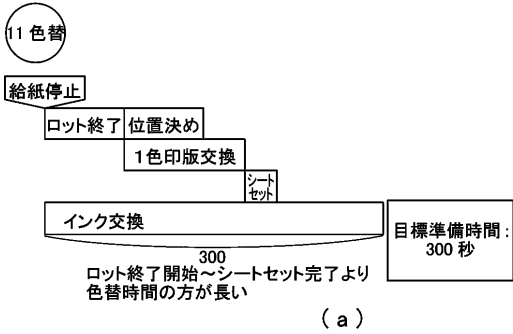 11 色替
給紙停止
ロット終了 位置決め
1色印版交換
シート
セット
インク交換
目標準備時間：
300 秒
300
ロット終了開始～シートセット完了より
色替時間の方が長い
( a )